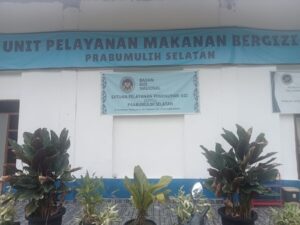 UNIT PELAYANAN MAKANAN BERGIZI
PRABUMULIH SELATAN
BADAN
GIZI
NASIONAL
SATUAN PELAYANAN PEMENUHAN GIZI
PRABUMULIH SELATAN